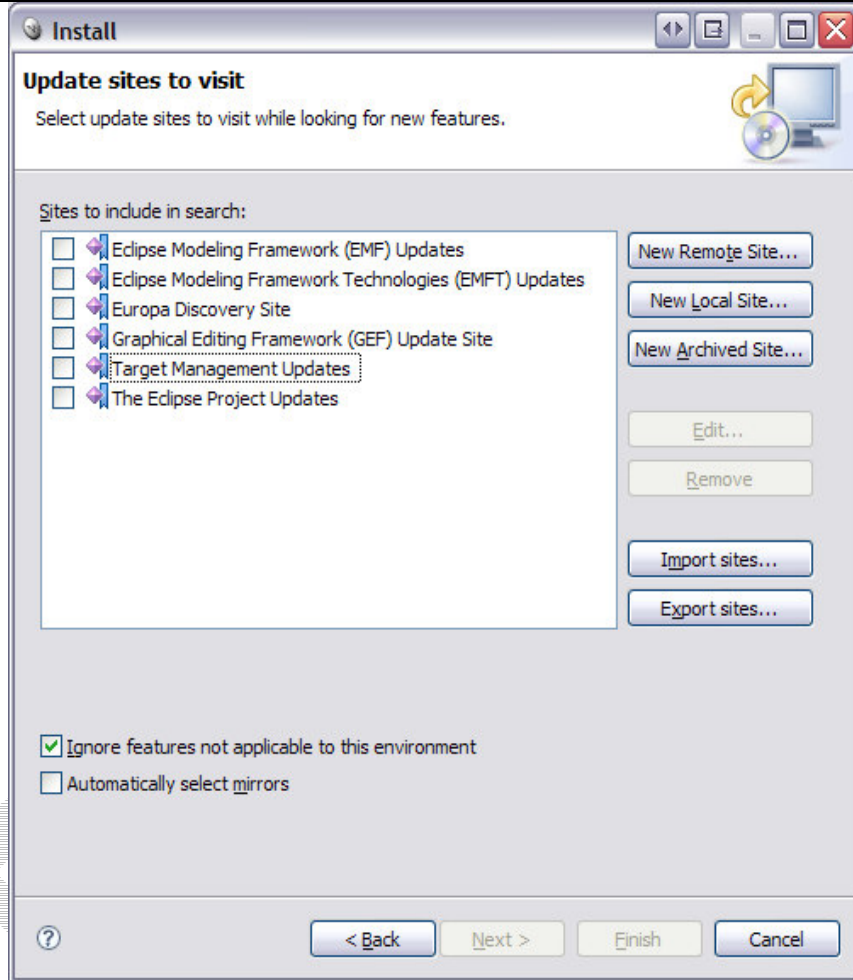 Install
Update sites to visit
Select update sites to visit while looking for new features.
Sites to include in search:
Eclipse Modeling Framework (EMF) Updates
Eclipse Modeling Framework Technologies (EMFT) Updates
Europa Discovery Site
Graphical Editing Framework (GEF) Update Site
Target Management Updates
The Eclipse Project Updates
New Remote Site...
New Local Site...
New Archived Site...
Edit...
Remove
Import sites...
Export sites...
Ignore features not applicable to this environment
Automatically select mirrors
? < Back Next > Finish Cancel